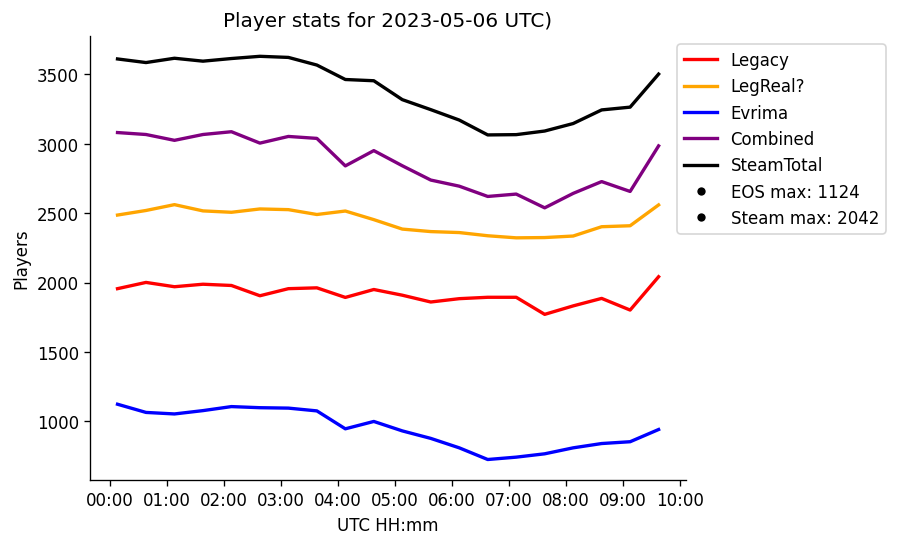 Player stats for 2023-05-06 UTC)
Legacy
LegReal?
Evrima
Combined
SteamTotal
EOS max: 1124
Steam max: 2042
Players
3500
3000
2500
2000
1500
1000
00:00 01:00 02:00 03:00 04:00 05:00 06:00 07:00 08:00 09:00 10:00
UTC HH:mm